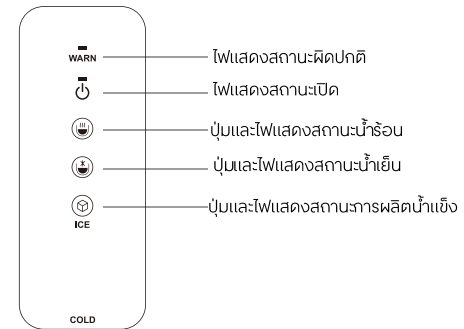 WARN ไฟแสดงสถานะผิดปกติ
ไฟแสดงสถานะเปิด
ปุ่มและไฟแสดงสถานะน้ำร้อน
ปุ่มและไฟแสดงสถานะน้ำเย็น
ปุ่มและไฟแสดงสถานะการผลิตน้ำแข็ง
ICE
COLD